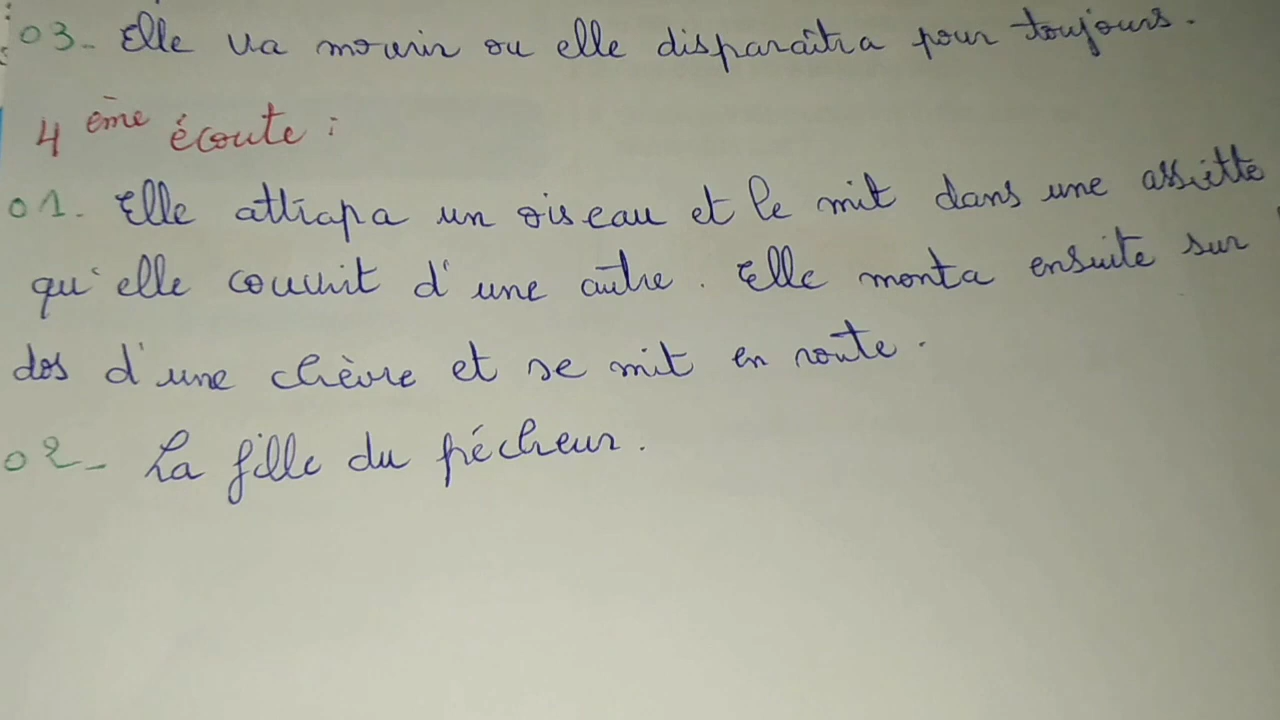 03- Elle va mourir ou elle disparaîtra pour toujours.
4 ème écoute :
01. Elle attrapa un oiseau et le mit dans une assiette
qu'elle couvrit d'une autre. Elle monta ensuite sur
dos d'une chèvre et se mit en route.
02- La fille du pécheur.